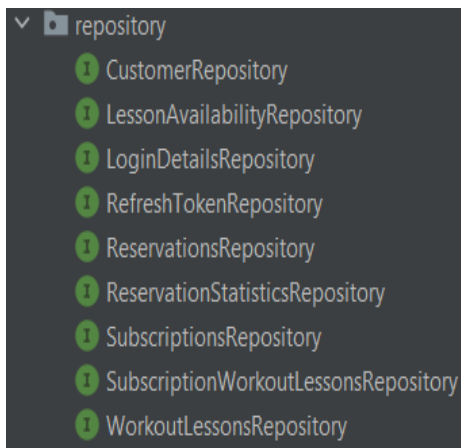 repository
I CustomerRepository
I LessonAvailabilityRepository
I LoginDetailsRepository
I RefreshTokenRepository
I ReservationsRepository
I ReservationStatisticsRepository
I SubscriptionsRepository
I SubscriptionWorkoutLessonsRepository
I WorkoutLessonsRepository